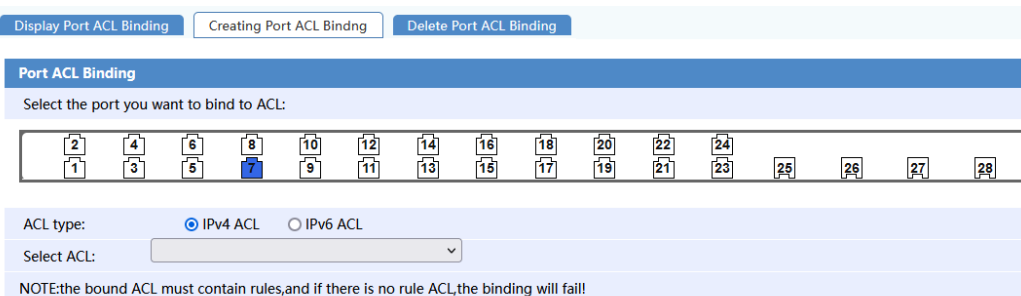 Display Port ACL Binding Creating Port ACL Bindng Delete Port ACL Binding
Port ACL Binding
Select the port you want to bind to ACL:
2 4 6 8 10 12 14 16 18 20 22 24
1 3 5 7 9 11 13 15 17 19 21 23 25 26 27 28
ACL type: IPv4 ACL IPv6 ACL
Select ACL:
NOTE:the bound ACL must contain rules,and if there is no rule ACL,the binding will fail!